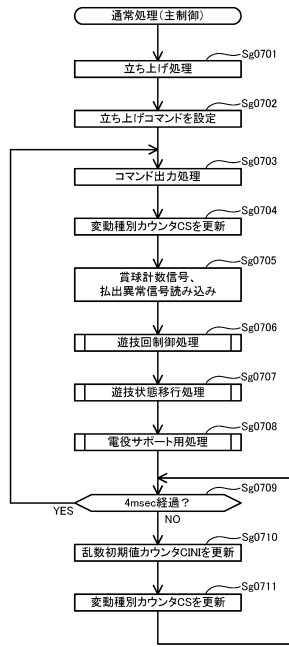 通常処理(主制御)
Sg0701
立ち上げ処理
Sg0702
立ち上げコマンドを設定
Sg0703
コマンド出力処理
Sg0704
変動種別カウンタCSを更新
Sg0705
賞球計数信号、
払出異常信号読み込み
Sg0706
遊技回制御処理
Sg0707
遊技状態移行処理
Sg0708
電役サポート用処理
Sg0709
4msec経過?
YES
NO
Sg0710
乱数初期値カウンタCINIを更新
Sg0711
変動種別カウンタCSを更新